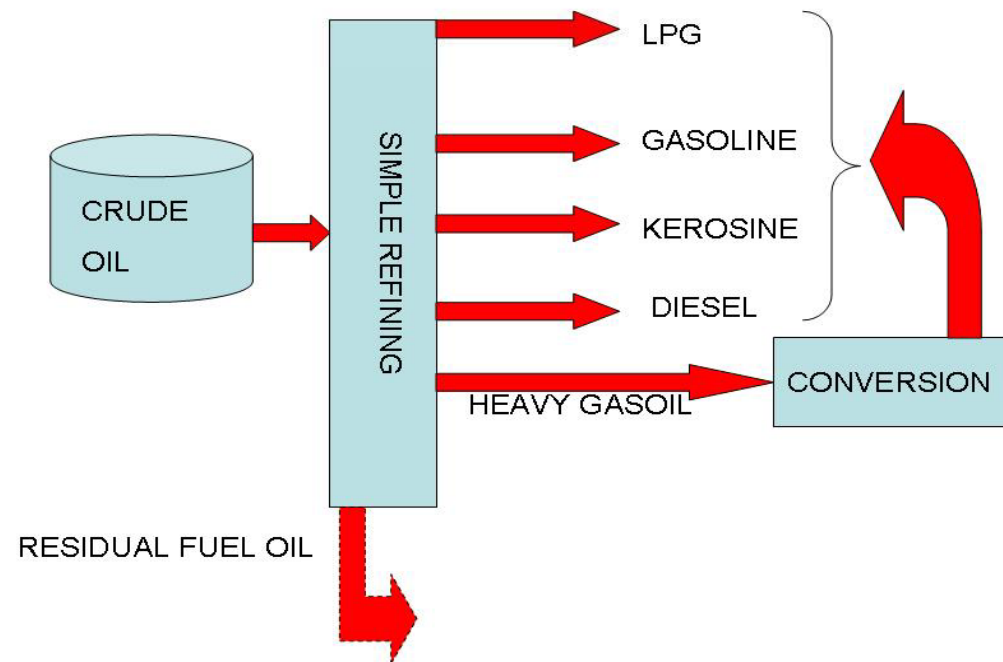 LPG
GASOLINE
CRUDE
OIL
SIMPLE REFINING
KEROSINE
DIESEL
HEAVY GASOIL
CONVERSION
RESIDUAL FUEL OIL